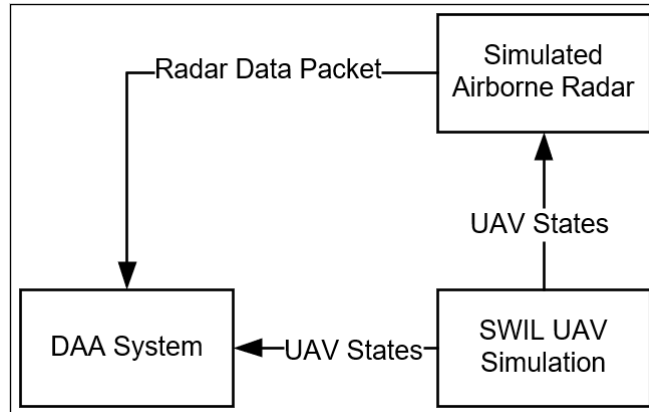 Simulated
Airborne Radar
Radar Data Packet
UAV States
DAA System
UAV States
SWIL UAV
Simulation